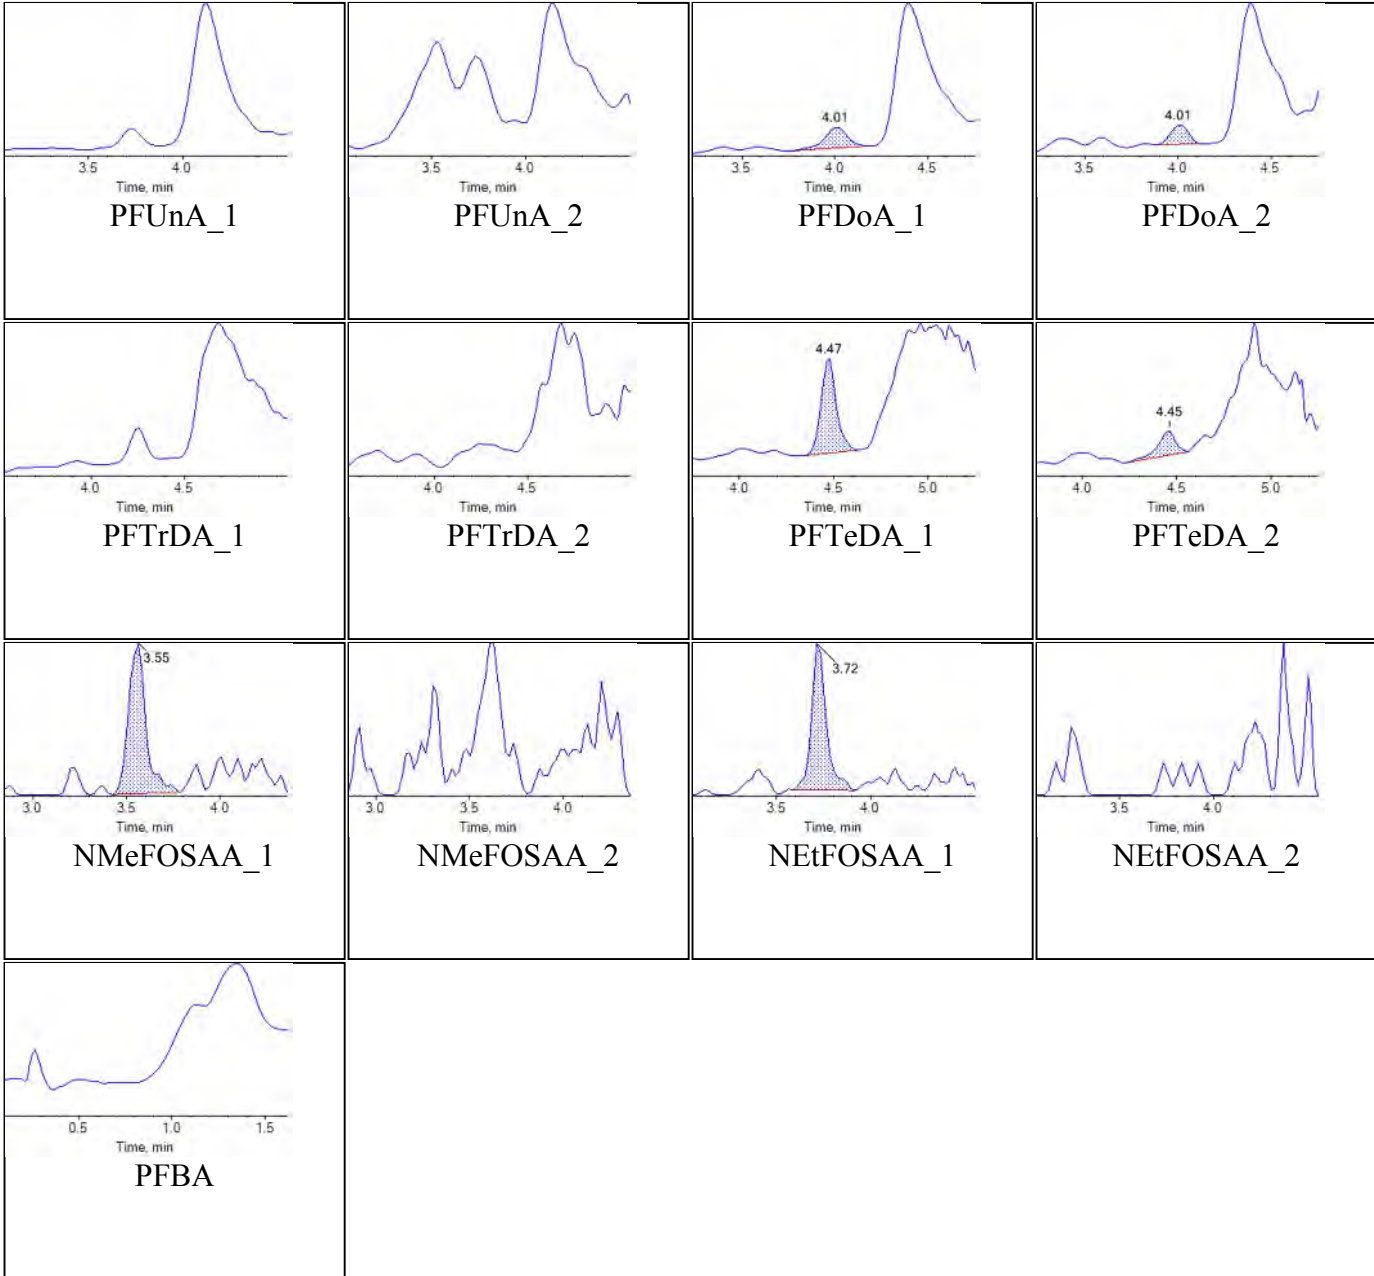 4.01
4.01
3.5 4.0
3.5 4.0
3.5 4.0 4.5
3.5 4.0 4.5
Time, min
Time, min
Time, min
Time, min
PFUnA_1
PFUnA_2
PFDoA_1
PFDoA_2
4.47
4.45
4.0 4.5
4.0 4.5
4.0 4.5 5.0
4.0 4.5 5.0
Time, min
Time, min
Time, min
Time, min
PFTrDA_1
PFTrDA_2
PFTeDA_1
PFTeDA_2
3.55
3.72
3.0 3.5 4.0
3.0 3.5 4.0
3.5 4.0
3.5 4.0
Time, min
Time, min
Time, min
Time, min
NMeFOSAA_1
NMeFOSAA_2
NEtFOSAA_1
NEtFOSAA_2
0.5 1.0 1.5
Time, min
PFBA